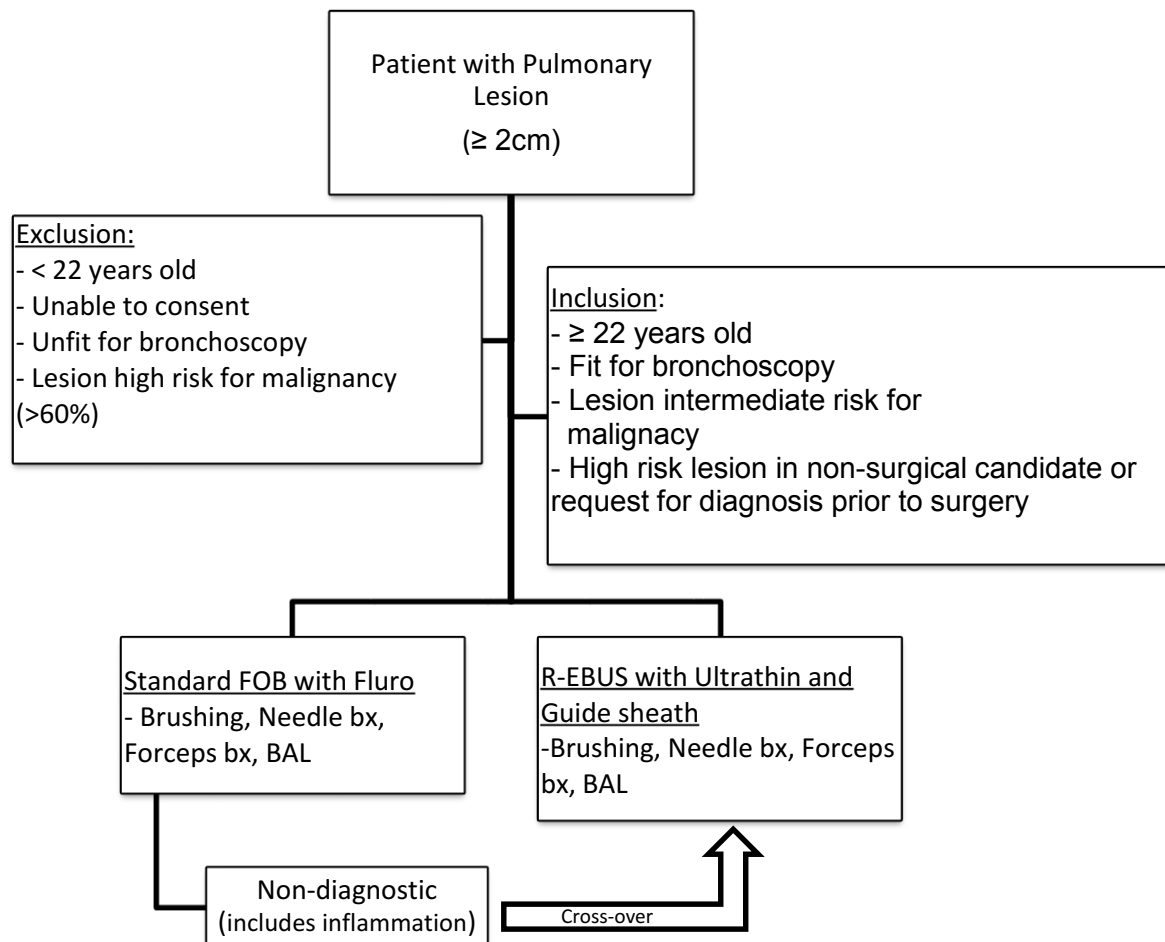 Patient with Pulmonary
Lesion
(≥ 2cm)
Exclusion:
- < 22 years old
- Unable to consent
- Unfit for bronchoscopy
- Lesion high risk for malignancy
(>60%)
Inclusion:
- ≥ 22 years old
- Fit for bronchoscopy
- Lesion intermediate risk for
malignacy
- High risk lesion in non-surgical candidate or
request for diagnosis prior to surgery
Standard FOB with Fluro
- Brushing, Needle bx,
Forceps bx, BAL
R-EBUS with Ultrathin and
Guide sheath
-Brushing, Needle bx, Forceps
bx, BAL
Non-diagnostic
(includes inflammation)
Cross-over